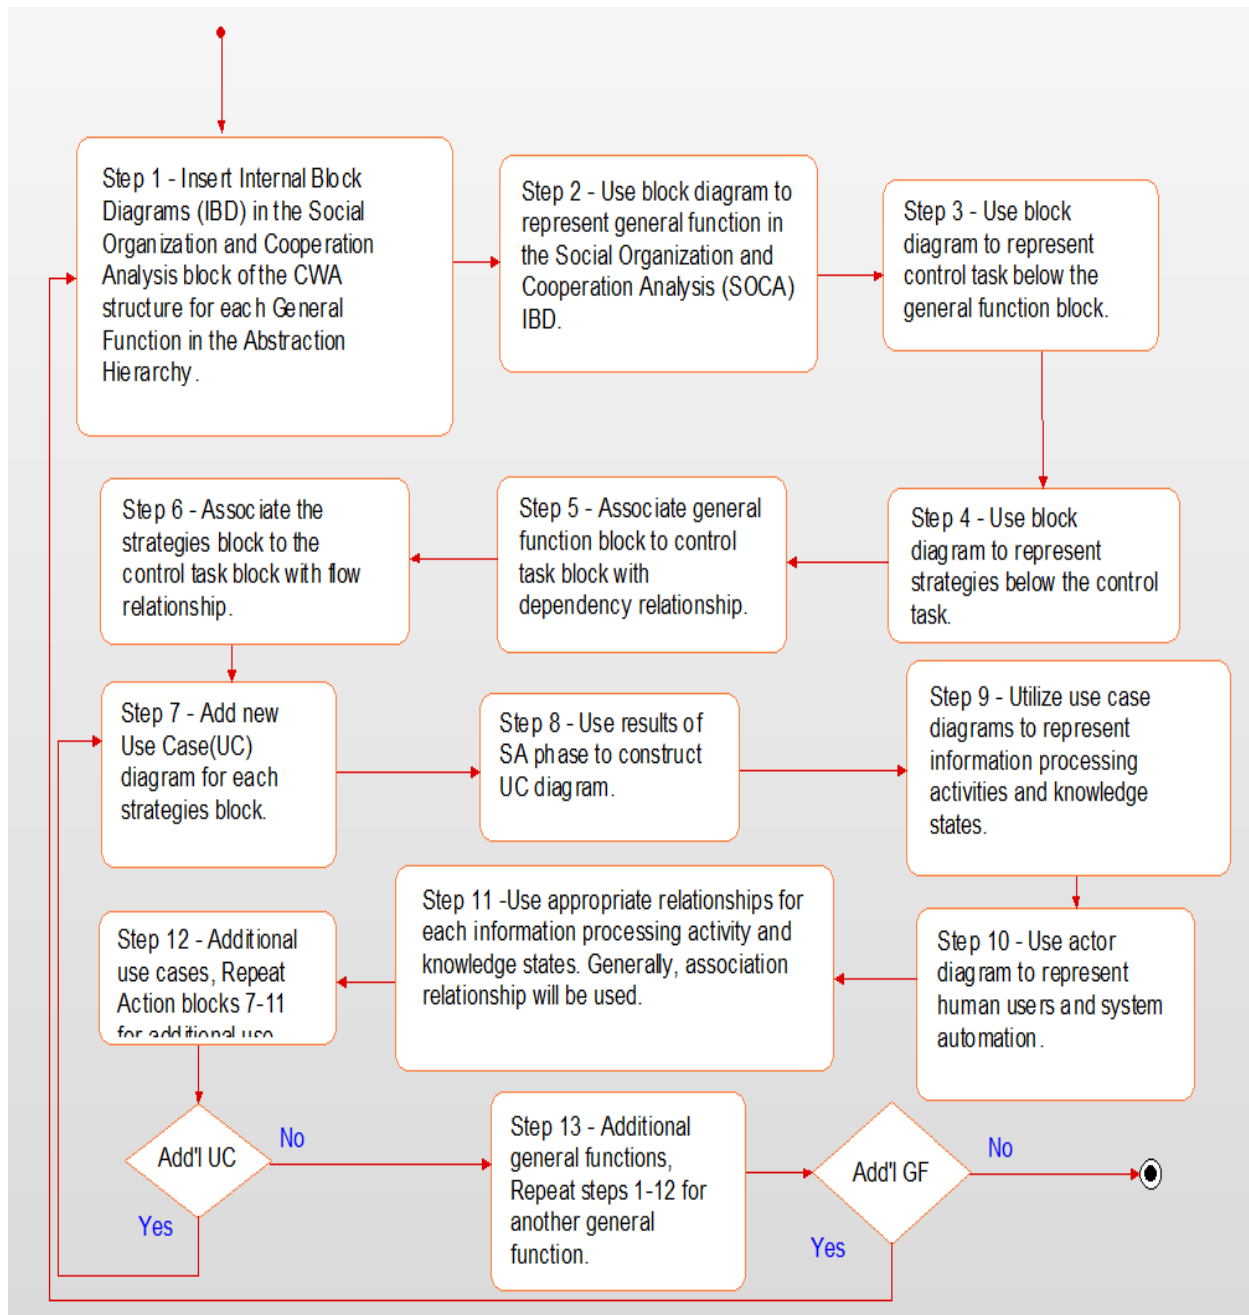 Step 1 - Insert Internal Block
Diagrams (IBD) in the Social
Organization and Cooperation
Analysis block of the CWA
structure for each General
Function in the Abstraction
Hierarchy.
Step 2 - Use block diagram to
represent general function in
the Social Organization and
Cooperation Analysis (SOCA)
IBD.
Step 3 - Use block
diagram to represent
control task below the
general function block.
Step 4 - Use block
diagram to represent
strategies below the control
task.
Step 5 - Associate general
function block to control
task block with
dependency relationship.
Step 6 - Associate the
strategies block to the
control task block with flow
relationship.
Step 7 - Add new
Use Case(UC)
diagram for each
strategies block.
Step 8 - Use results of
SA phase to construct
UC diagram.
Step 9 - Utilize use case
diagrams to represent
information processing
activities and knowledge
states.
Step 10 - Use actor
diagram to represent
human users and system
automation.
Step 11 -Use appropriate relationships for
each information processing activity and
knowledge states. Generally, association
relationship will be used.
Step 12 - Additional
use cases, Repeat
Action blocks 7-11
for additional use
Add'l UC
No
Yes
Step 13 - Additional
general functions,
Repeat steps 1-12 for
another general
function.
Add'l GF
No
Yes